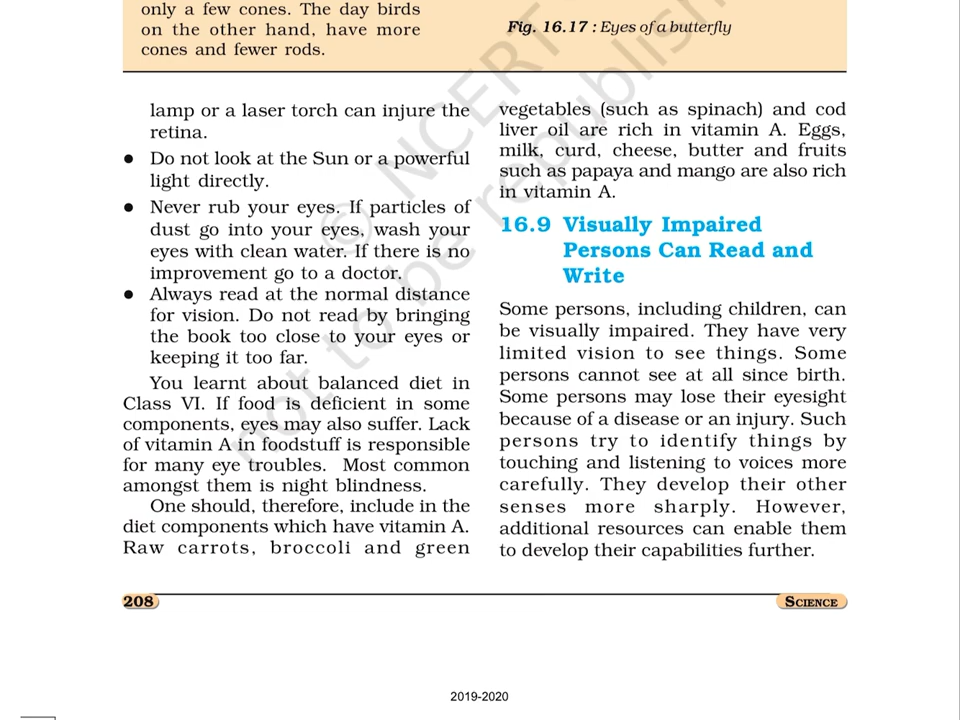 only a few cones. The day birds
on the other hand, have more
cones and fewer rods.
Fig. 16.17 : Eyes of a butterfly
lamp or a laser torch can injure the
retina.
● Do not look at the Sun or a powerful
light directly.
● Never rub your eyes. If particles of
dust go into your eyes, wash your
eyes with clean water. If there is no
improvement go to a doctor.
● Always read at the normal distance
for vision. Do not read by bringing
the book too close to your eyes or
keeping it too far.
You learnt about balanced diet in
Class VI. If food is deficient in some
components, eyes may also suffer. Lack
of vitamin A in foodstuff is responsible
for many eye troubles. Most common
amongst them is night blindness.
One should, therefore, include in the
diet components which have vitamin A.
Raw carrots, broccoli and green
vegetables (such as spinach) and cod
liver oil are rich in vitamin A. Eggs,
milk, curd, cheese, butter and fruits
such as papaya and mango are also rich
in vitamin A.
16.9 Visually Impaired
Persons Can Read and
Write
Some persons, including children, can
be visually impaired. They have very
limited vision to see things. Some
persons cannot see at all since birth.
Some persons may lose their eyesight
because of a disease or an injury. Such
persons try to identify things by
touching and listening to voices more
carefully. They develop their other
senses more sharply. However,
additional resources can enable them
to develop their capabilities further.
208
SCIENCE
2019-2020
© NCERT
not to be republish